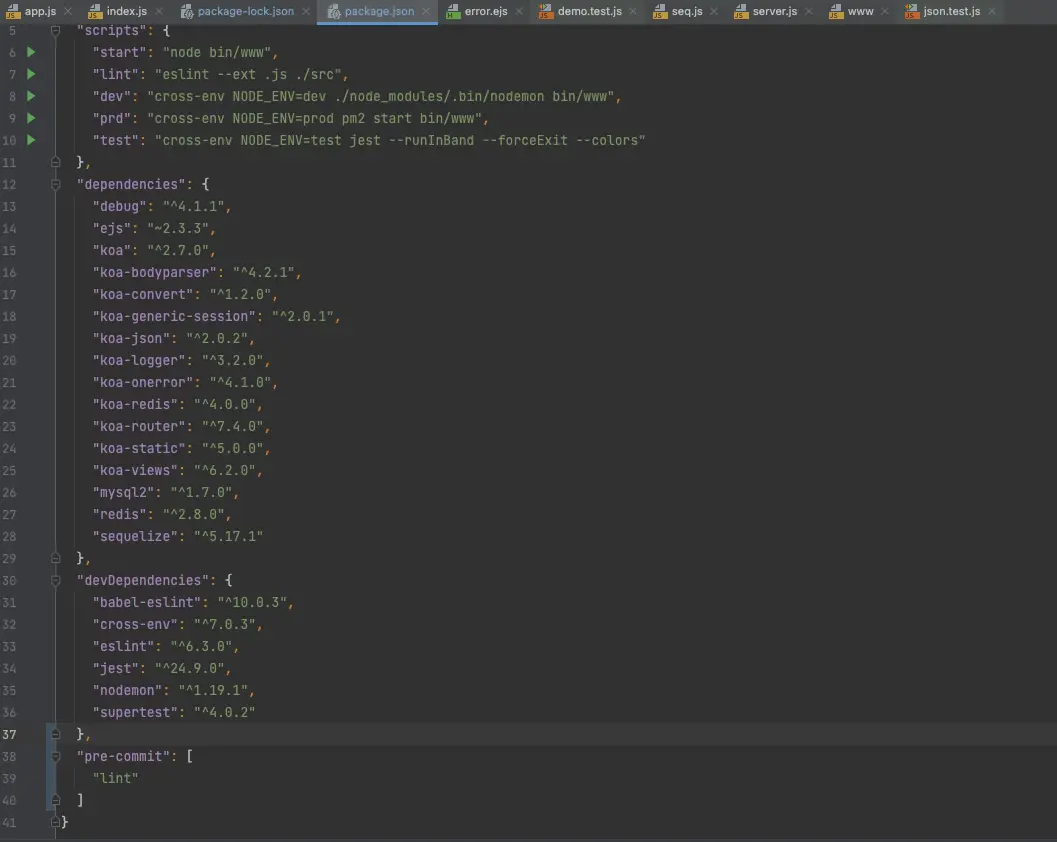 app.js index.js package-lock.json package.json error.ejs demo.test.js seq.js server.js www json.test.js
5 "scripts": {
6 "start": "node bin/www",
7 "lint": "eslint --ext .js ./src",
8 "dev": "cross-env NODE_ENV=dev ./node_modules/.bin/nodemon bin/www",
9 "prd": "cross-env NODE_ENV=prod pm2 start bin/www",
10 "test": "cross-env NODE_ENV=test jest --runInBand --forceExit --colors"
11 },
12 "dependencies": {
13 "debug": "^4.1.1",
14 "ejs": "~2.3.3",
15 "koa": "^2.7.0",
16 "koa-bodyparser": "^4.2.1",
17 "koa-convert": "^1.2.0",
18 "koa-generic-session": "^2.0.1",
19 "koa-json": "^2.0.2",
20 "koa-logger": "^3.2.0",
21 "koa-onerror": "^4.1.0",
22 "koa-redis": "^4.0.0",
23 "koa-router": "^7.4.0",
24 "koa-static": "^5.0.0",
25 "koa-views": "^6.2.0",
26 "mysql2": "^1.7.0",
27 "redis": "^2.8.0",
28 "sequelize": "^5.17.1"
29 },
30 "devDependencies": {
31 "babel-eslint": "^10.0.3",
32 "cross-env": "^7.0.3",
33 "eslint": "^6.3.0",
34 "jest": "^24.9.0",
35 "nodemon": "^1.19.1",
36 "supertest": "^4.0.2"
37 },
38 "pre-commit": [
39 "lint"
40 ]
41 }